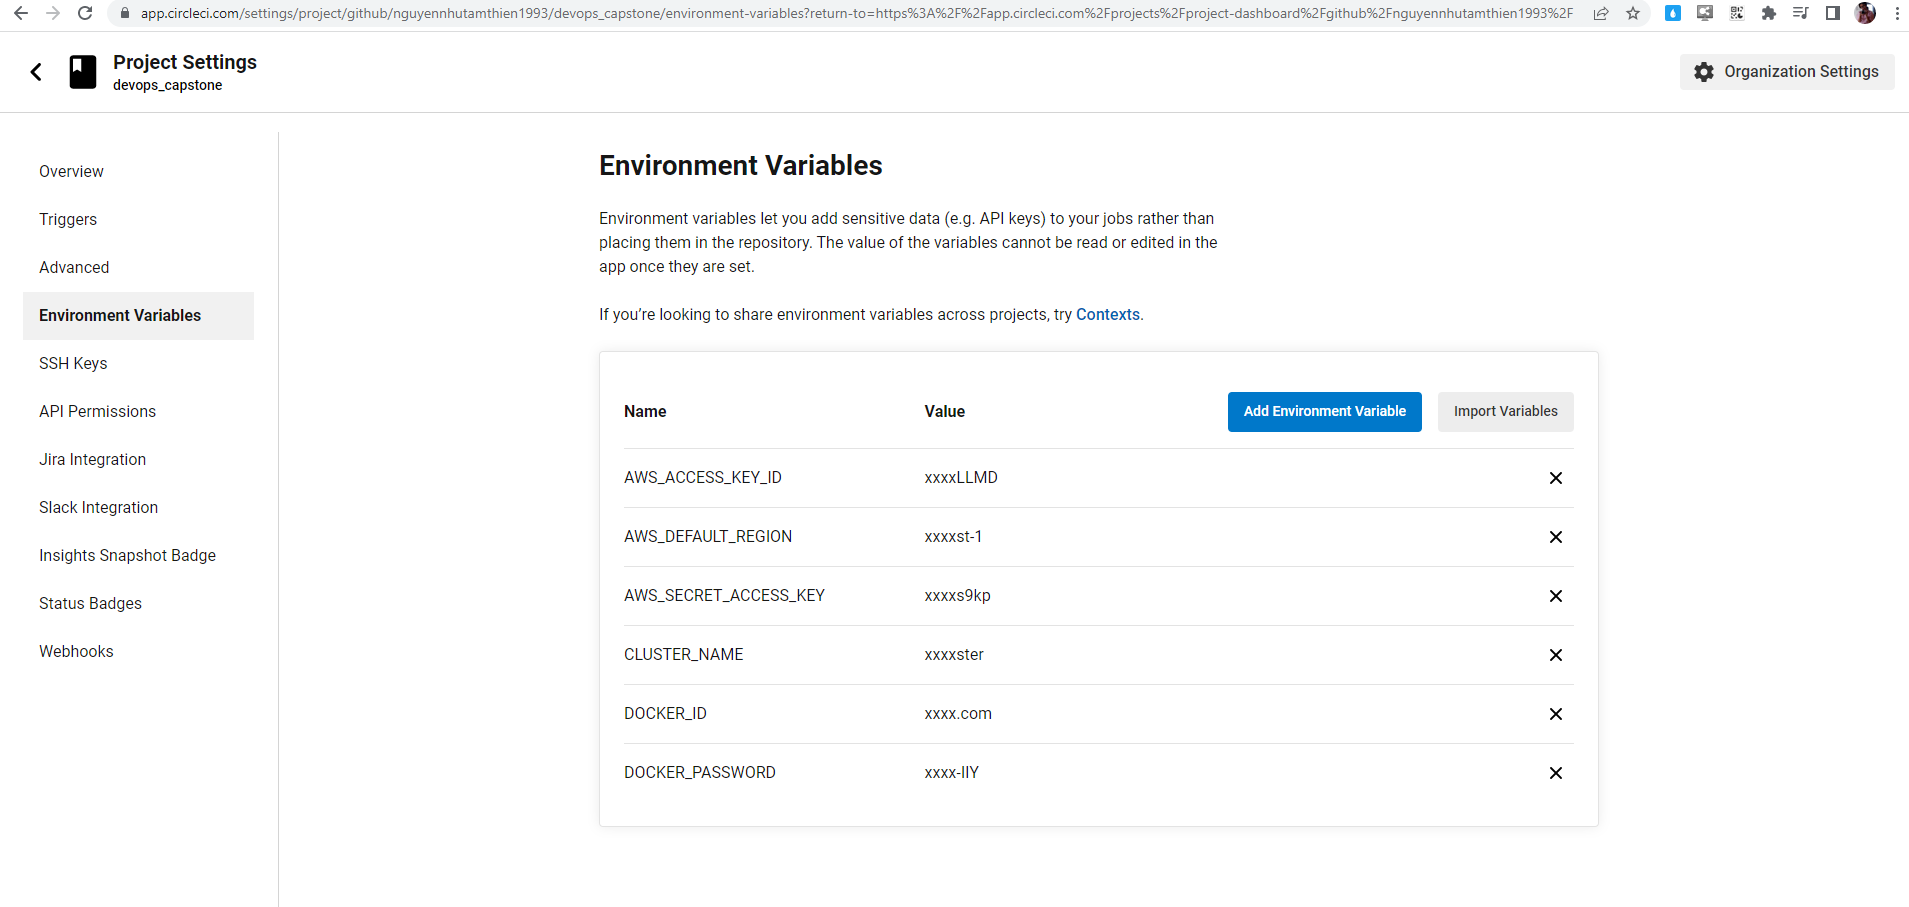 app.circleci.com/settings/project/github/nguyennhutamthien1993/devops_capstone/environment-variables?return-to=https%3A%2F%2Fapp.circleci.com%2Fprojects%2Fproject-dashboard%2Fgithub%2Fnguyennhutamthien1993%2F
Project Settings
devops_capstone
Organization Settings
Overview
Triggers
Advanced
Environment Variables
SSH Keys
API Permissions
Jira Integration
Slack Integration
Insights Snapshot Badge
Status Badges
Webhooks
Environment Variables
Environment variables let you add sensitive data (e.g. API keys) to your jobs rather than
placing them in the repository. The value of the variables cannot be read or edited in the
app once they are set.
If you’re looking to share environment variables across projects, try Contexts.
Name Value Add Environment Variable Import Variables
AWS_ACCESS_KEY_ID xxxxLLMD
AWS_DEFAULT_REGION xxxxst-1
AWS_SECRET_ACCESS_KEY xxxxs9kp
CLUSTER_NAME xxxxster
DOCKER_ID xxxx.com
DOCKER_PASSWORD xxxx-IIY